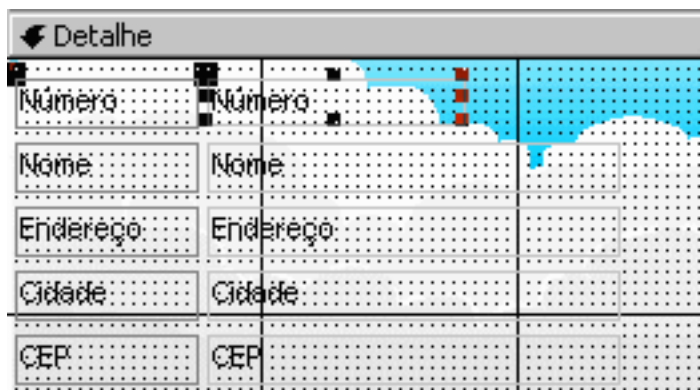 Detalhe
Número Número
Nome Nome
Endereço Endereço
Cidade Cidade
CEP CEP